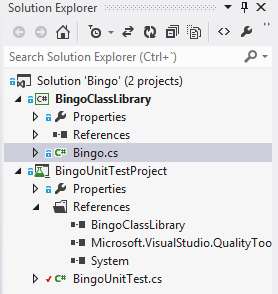 Solution Explorer
Search Solution Explorer (Ctrl+`)
Solution 'Bingo' (2 projects)
C# BingoClassLibrary
Properties
References
C# Bingo.cs
BingoUnitTestProject
Properties
References
BingoClassLibrary
Microsoft.VisualStudio.QualityToo
System
C# BingoUnitTest.cs